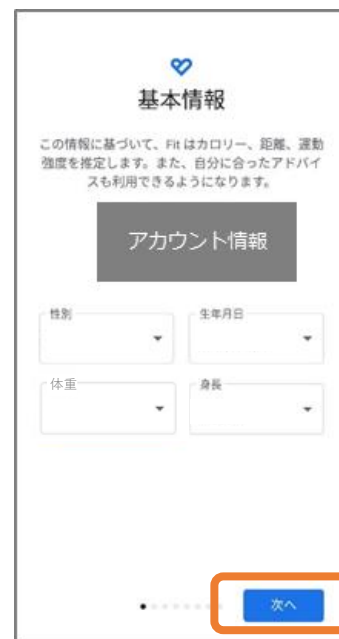 基本情報
この情報に基づいて、Fit はカロリー、距離、運動
強度を推定します。また、自分に合ったアドバイ
スも利用できるようになります。
アカウント情報
性別
生年月日
体重
身長
次へ